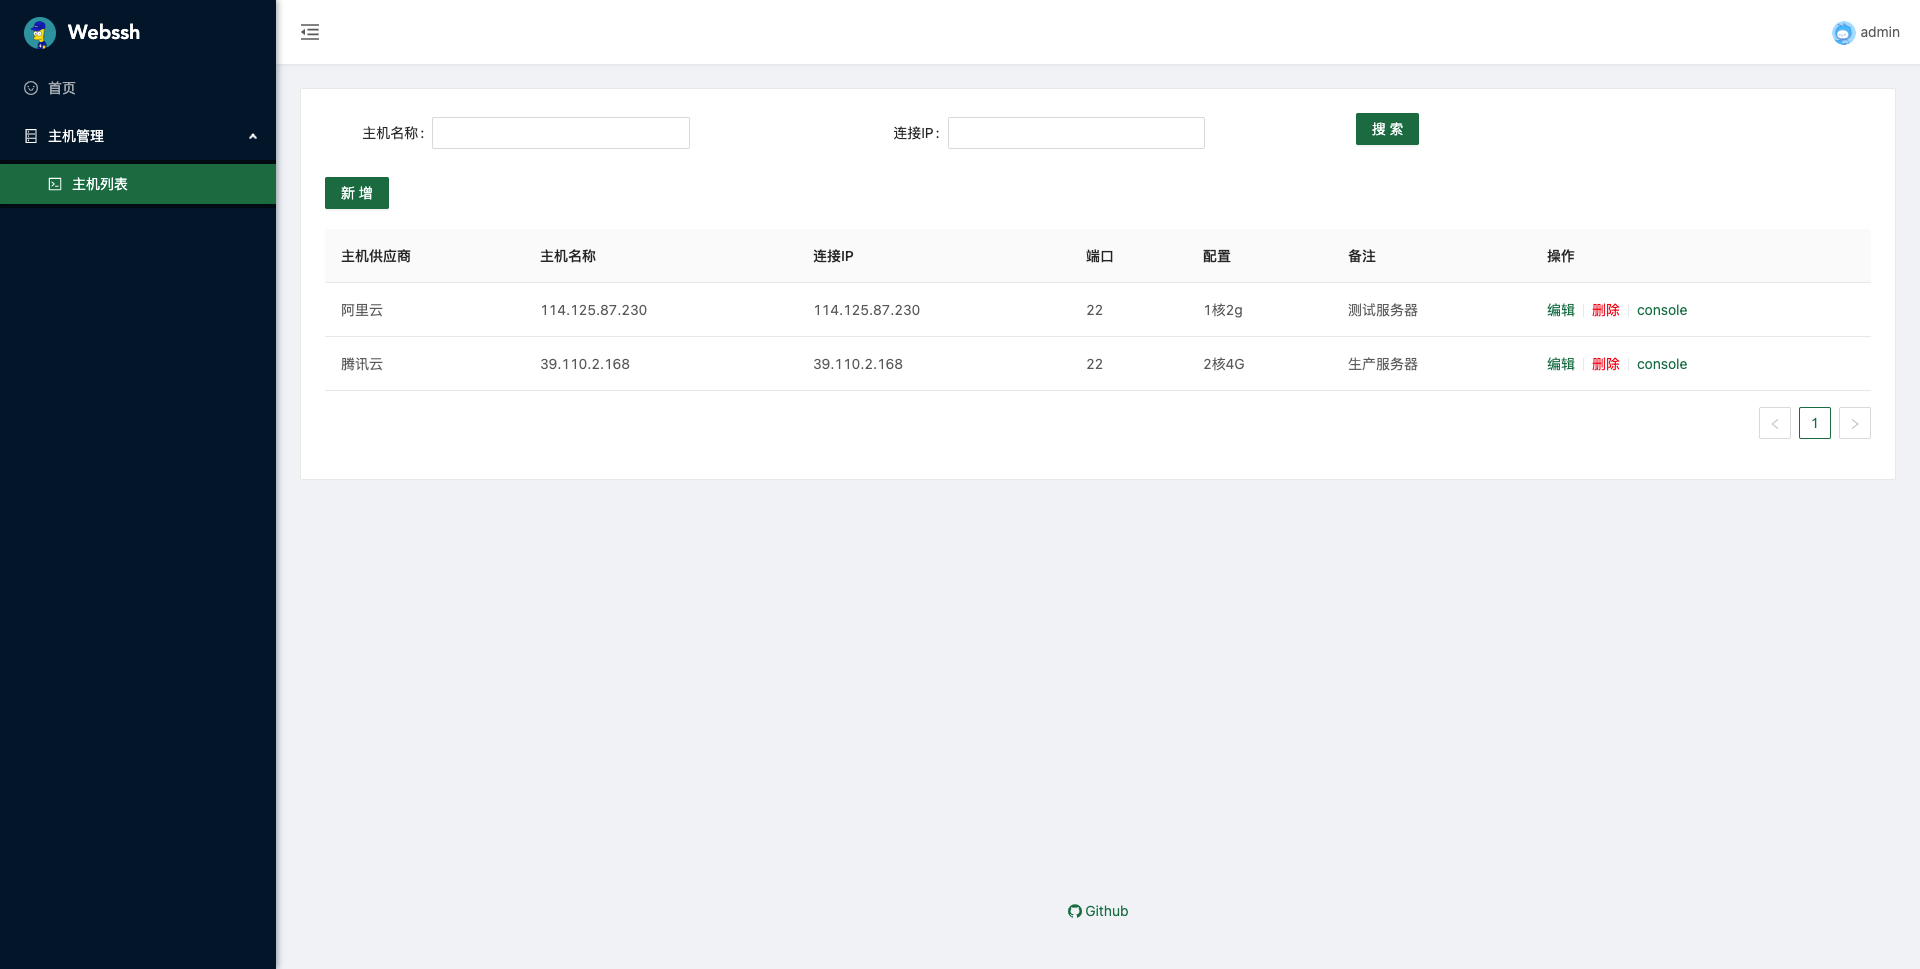 Webssh
admin
首页
主机管理
主机列表
主机名称:
连接IP:
搜 索
新 增
主机供应商 主机名称 连接IP 端口 配置 备注 操作
阿里云 114.125.87.230 114.125.87.230 22 1核2g 测试服务器 编辑 删除 console
腾讯云 39.110.2.168 39.110.2.168 22 2核4G 生产服务器 编辑 删除 console
< 1 >
Github